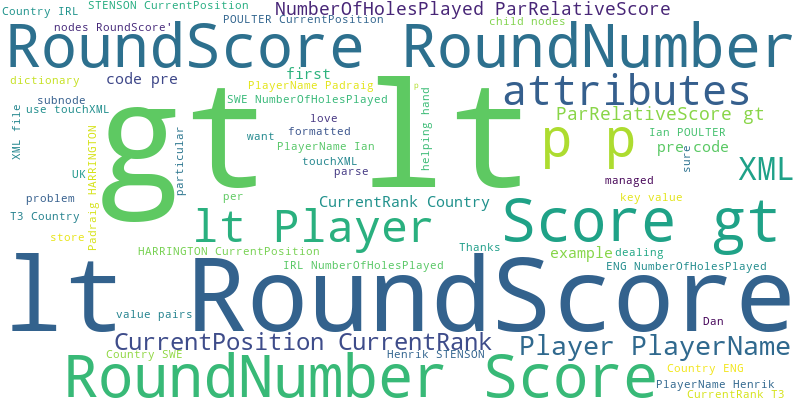 Country IRL
STENSON CurrentPosition
NumberOfHolesPlayed ParRelativeScore
POULTER CurrentPosition
child nodes
nodes RoundScore'
RoundScore RoundNumber
dictionary
code pre
first
attributes
PlayerName Padraig
P
gt lt
subnode
SWE NumberOfHolesPlayed
use touchXML
ParRelativeScore gt
love
helping hand
XML file
Padraig HARRINGTON
particular
want
formatted
p p
Ian POULTER
PlayerName Ian
pre code
sure
touchXML
XML
UK
parse
managed
problem
per
CurrentRank Country
key value
T3 Country
lt Player
Score gt
store
Thanks
HARRINGTON CurrentPosition
example
dealing
IRL NumberOfHolesPlayed
ENG NumberOfHolesPlayed
lt RoundScore
value pairs
Dan
CurrentPosition CurrentRank
Player PlayerName
Country SWE
Henrik STENSON
RoundNumber Score
Country ENG
PlayerName Henrik
CurrentRank T3